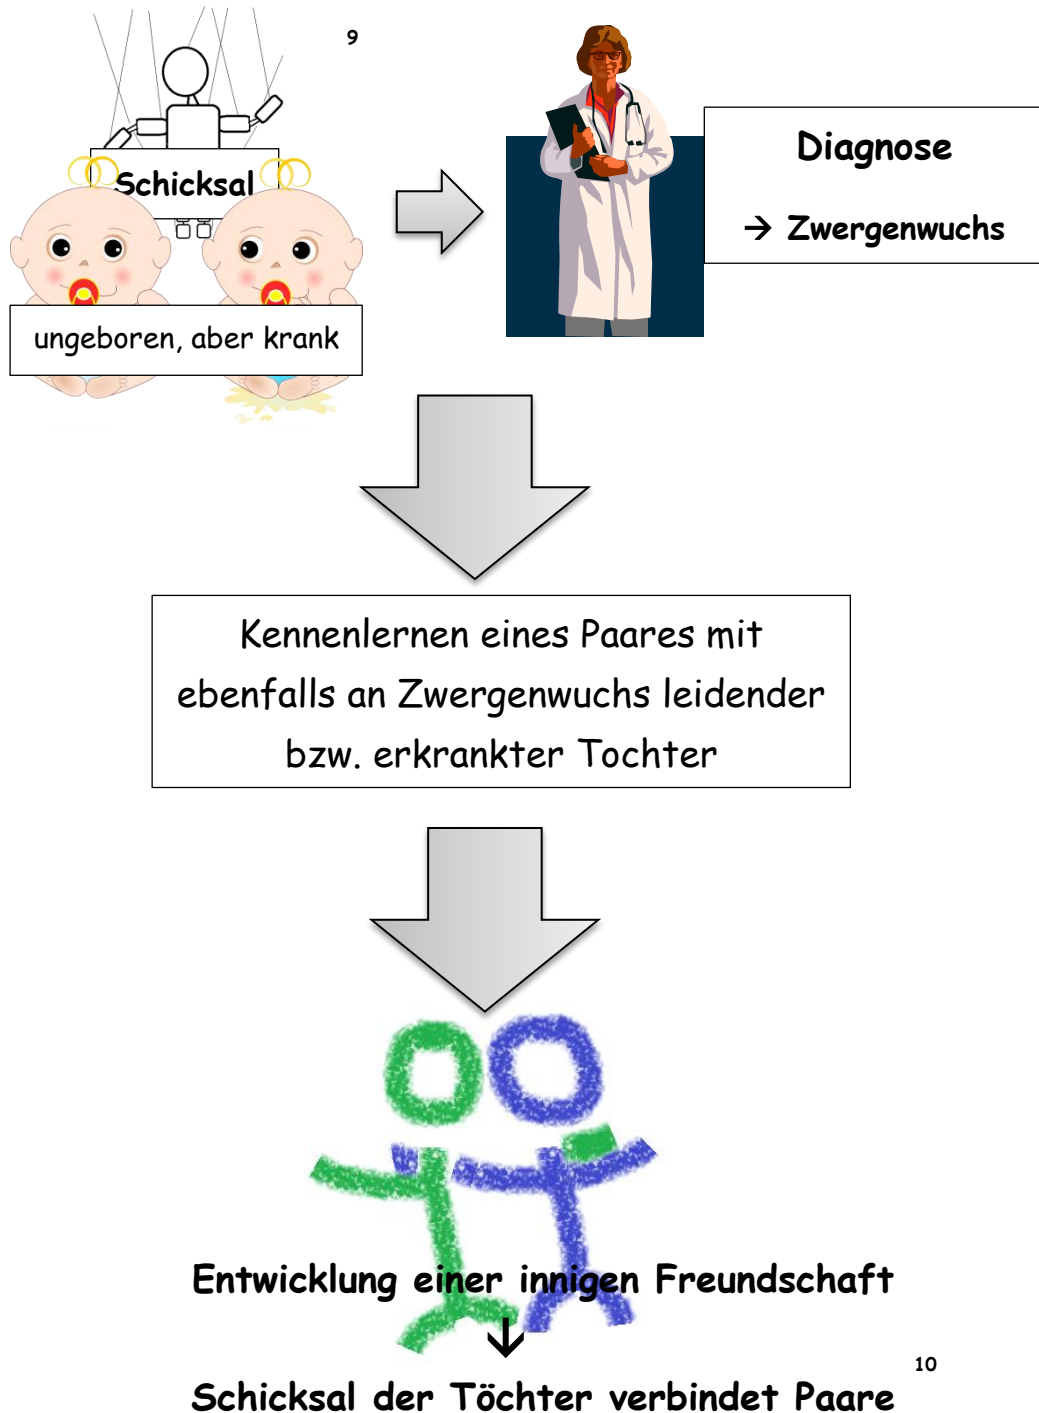 9
Schicksal
ungeboren, aber krank
Diagnose
→ Zwergenwuchs
Kennenlernen eines Paares mit
ebenfalls an Zwergenwuchs leidender
bzw. erkrankter Tochter
Entwicklung einer innigen Freundschaft
↓
10
Schicksal der Töchter verbindet Paare